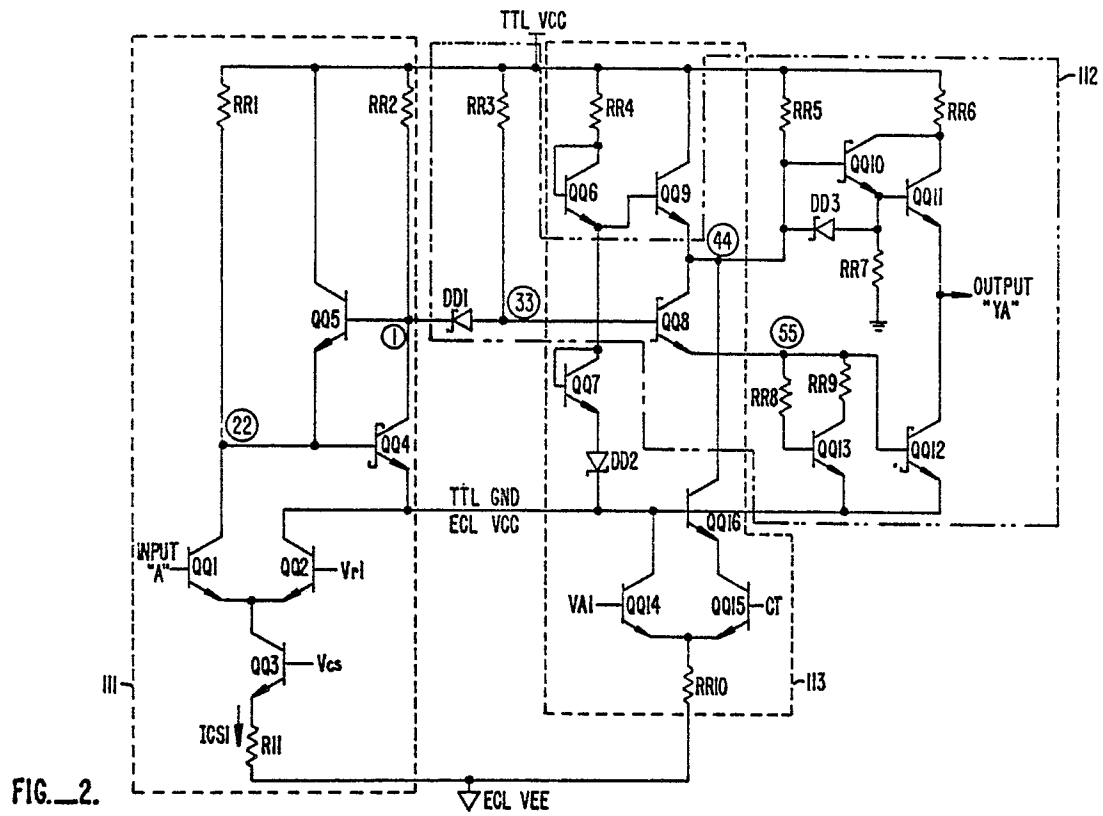 TTL VCC
112
RR1
RR2
RR3
RR4
RR5
RR6
QQ10
QQ6
QQ9
QQ11
DD3
44
RR7
DD1
33
OUTPUT
"YA"
QQ5
1
QQ8
55
QQ7
RR8
RR9
22
QQ4
QQ13
QQ12
DD2
TTL GND
ECL VCC
QQ16
INPUT
"A"
QQ1
QQ2
Vr1
VA1
QQ14
QQ15
CT
QQ3
Vcs
111
RR10
113
ICS1
R11
FIG._2.
ECL VEE